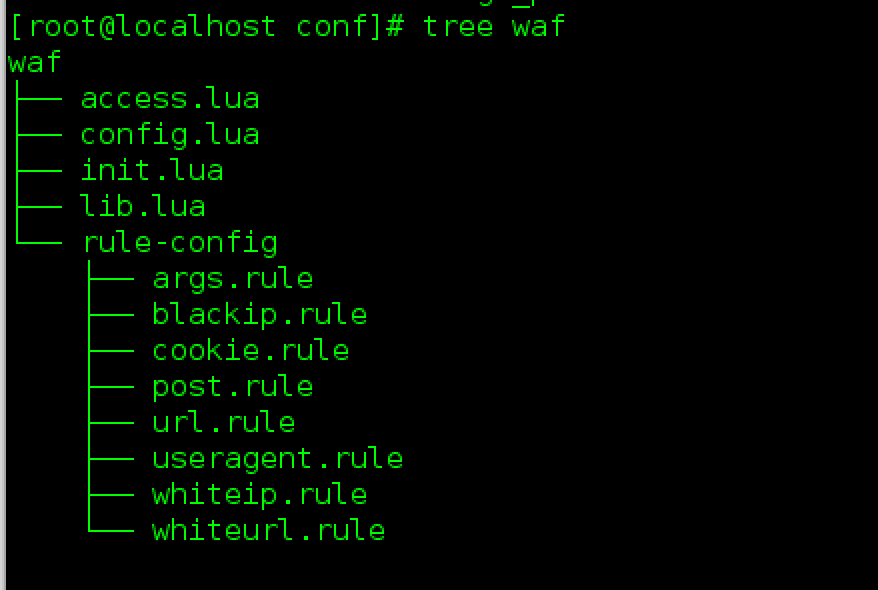 [root@localhost conf]# tree waf
waf
├── access.lua
├── config.lua
├── init.lua
├── lib.lua
└── rule-config
    ├── args.rule
    ├── blackip.rule
    ├── cookie.rule
    ├── post.rule
    ├── url.rule
    ├── useragent.rule
    ├── whiteip.rule
    └── whiteurl.rule